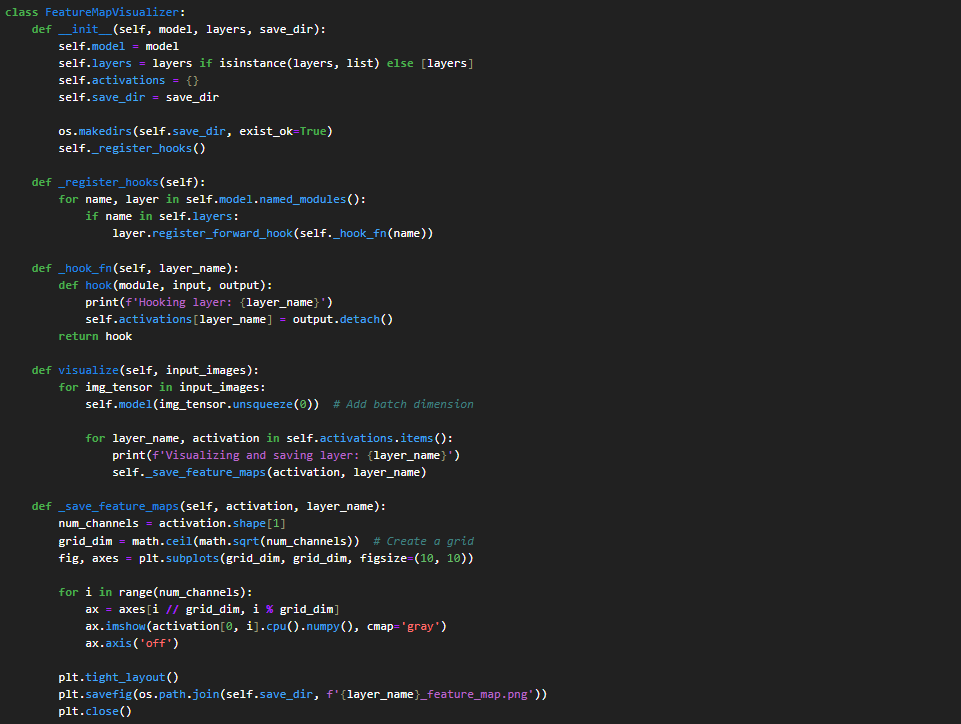 class FeatureMapVisualizer:
    def __init__(self, model, layers, save_dir):
        self.model = model
        self.layers = layers if isinstance(layers, list) else [layers]
        self.activations = {}
        self.save_dir = save_dir

        os.makedirs(self.save_dir, exist_ok=True)
        self._register_hooks()

    def _register_hooks(self):
        for name, layer in self.model.named_modules():
            if name in self.layers:
                layer.register_forward_hook(self._hook_fn(name))

    def _hook_fn(self, layer_name):
        def hook(module, input, output):
            print(f'Hooking layer: {layer_name}')
            self.activations[layer_name] = output.detach()
        return hook

    def visualize(self, input_images):
        for img_tensor in input_images:
            self.model(img_tensor.unsqueeze(0))  # Add batch dimension

            for layer_name, activation in self.activations.items():
                print(f'Visualizing and saving layer: {layer_name}')
                self._save_feature_maps(activation, layer_name)

    def _save_feature_maps(self, activation, layer_name):
        num_channels = activation.shape[1]
        grid_dim = math.ceil(math.sqrt(num_channels))  # Create a grid
        fig, axes = plt.subplots(grid_dim, grid_dim, figsize=(10, 10))

        for i in range(num_channels):
            ax = axes[i // grid_dim, i % grid_dim]
            ax.imshow(activation[0, i].cpu().numpy(), cmap='gray')
            ax.axis('off')

        plt.tight_layout()
        plt.savefig(os.path.join(self.save_dir, f'{layer_name}_feature_map.png'))
        plt.close()